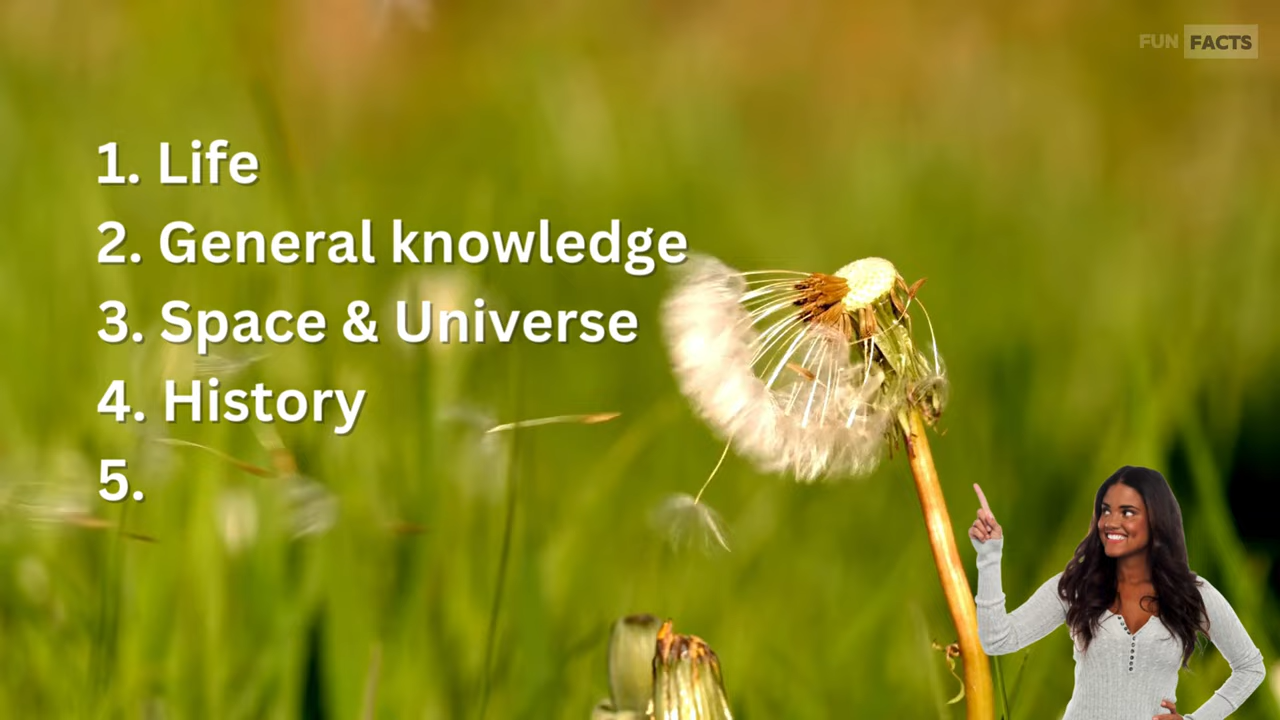 FUN FACTS
1. Life
2. General knowledge
3. Space & Universe
4. History
5.